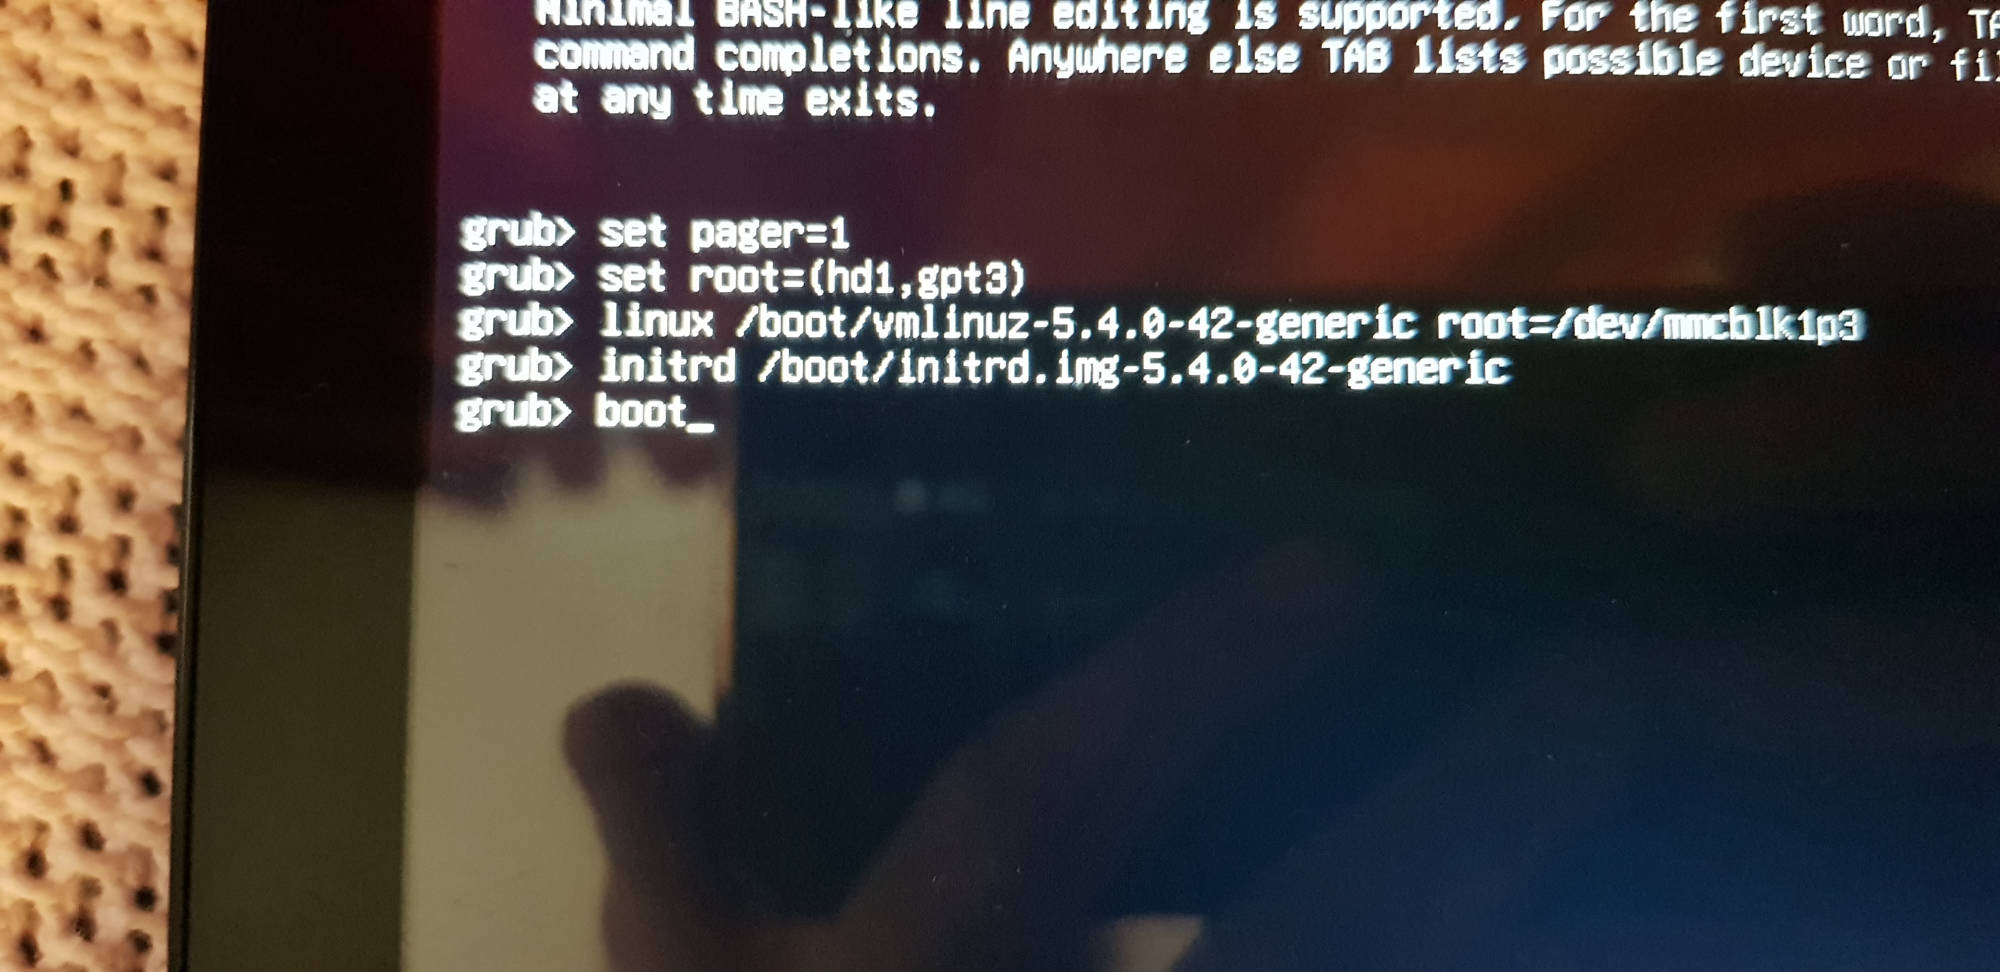 Minimal BASH-like line editing is supported. For the first word, TA
command completions. Anywhere else TAB lists possible device or fil
at any time exits.
grub> set pager=1
grub> set root=(hd1,gpt3)
grub> linux /boot/vmlinuz-5.4.0-42-generic root=/dev/mmcblk1p3
grub> initrd /boot/initrd.img-5.4.0-42-generic
grub> boot_